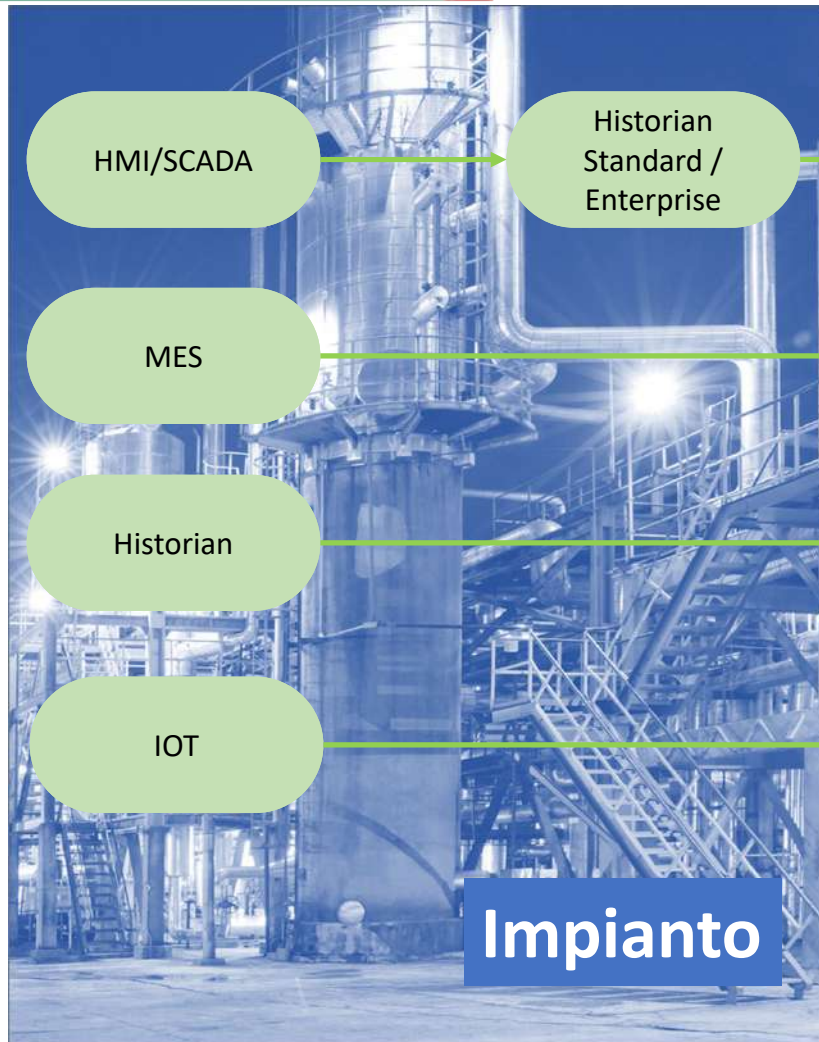 HMI/SCADA
Historian
Standard /
Enterprise
MES
Historian
IOT
Impianto